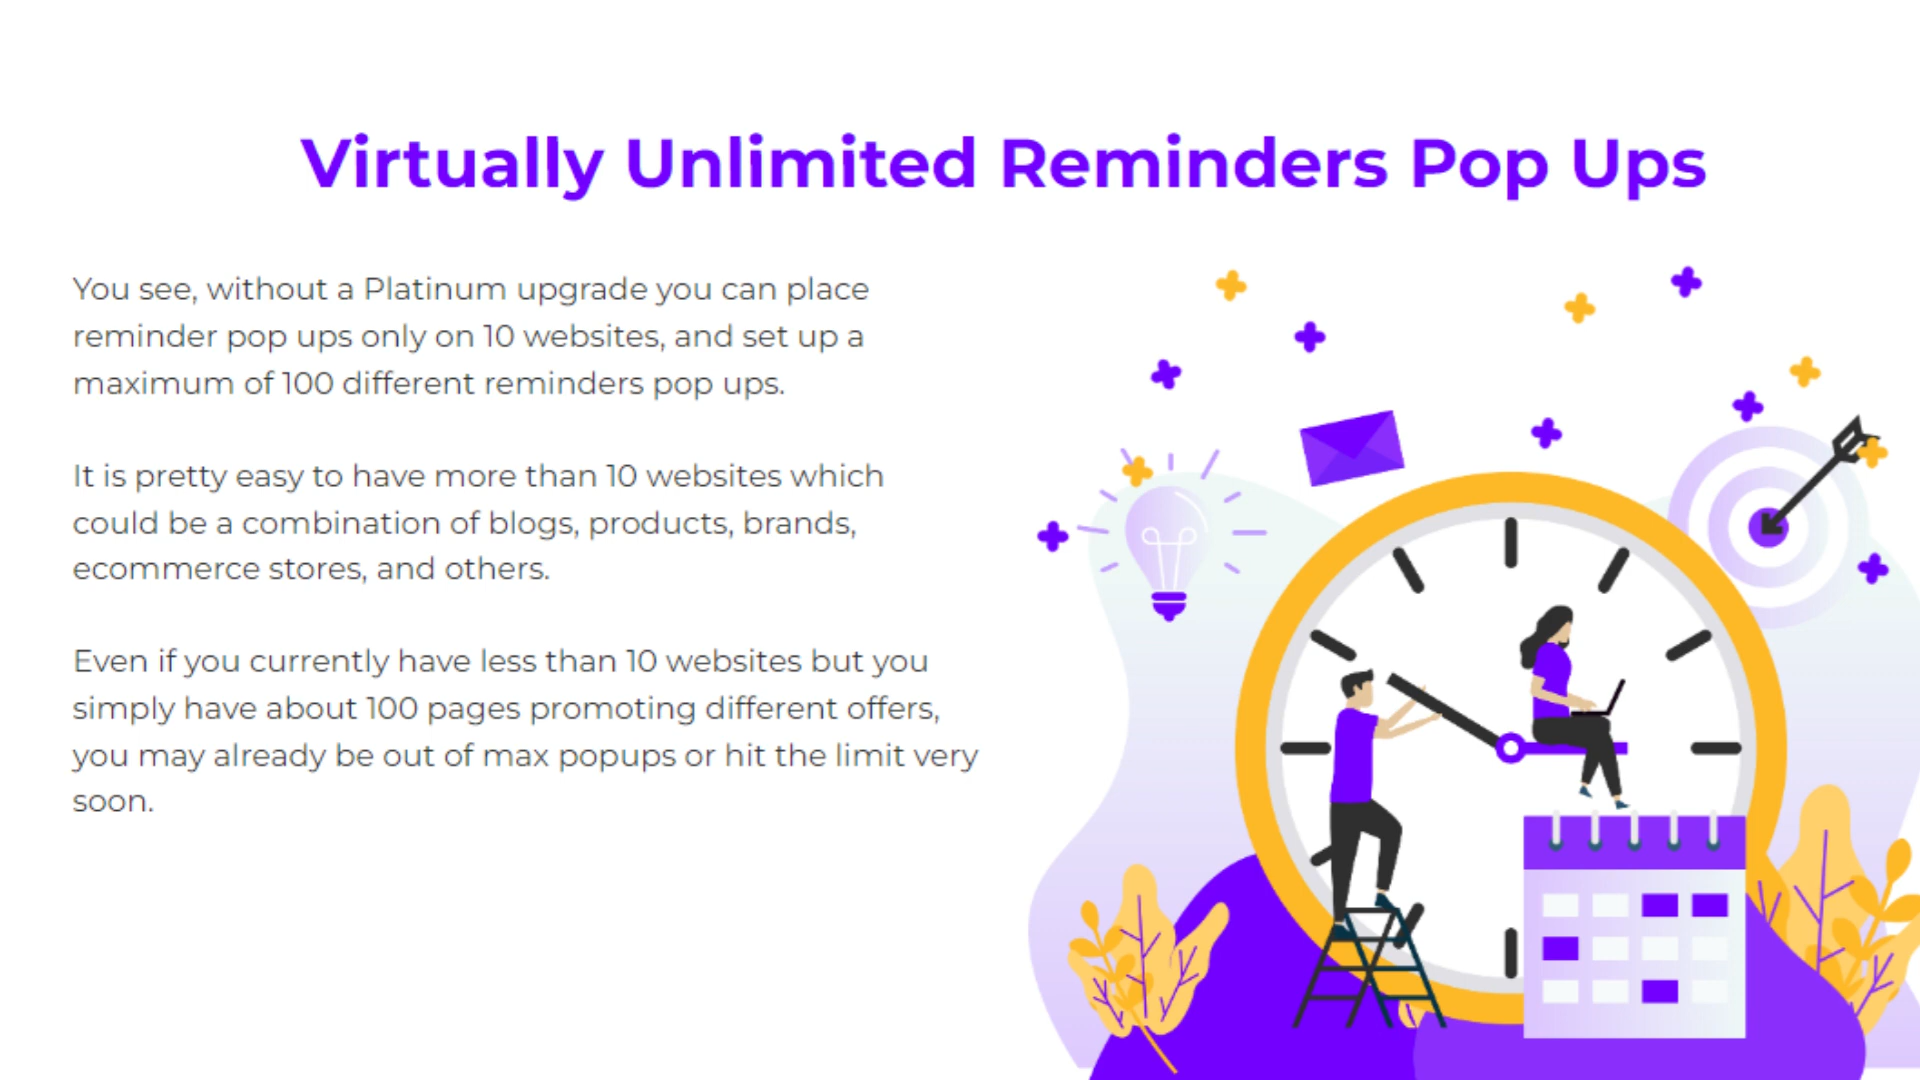 Virtually Unlimited Reminders Pop Ups
You see, without a Platinum upgrade you can place
reminder pop ups only on 10 websites, and set up a
maximum of 100 different reminders pop ups.
It is pretty easy to have more than 10 websites which
could be a combination of blogs, products, brands,
ecommerce stores, and others.
Even if you currently have less than 10 websites but you
simply have about 100 pages promoting different offers,
you may already be out of max popups or hit the limit very
soon.